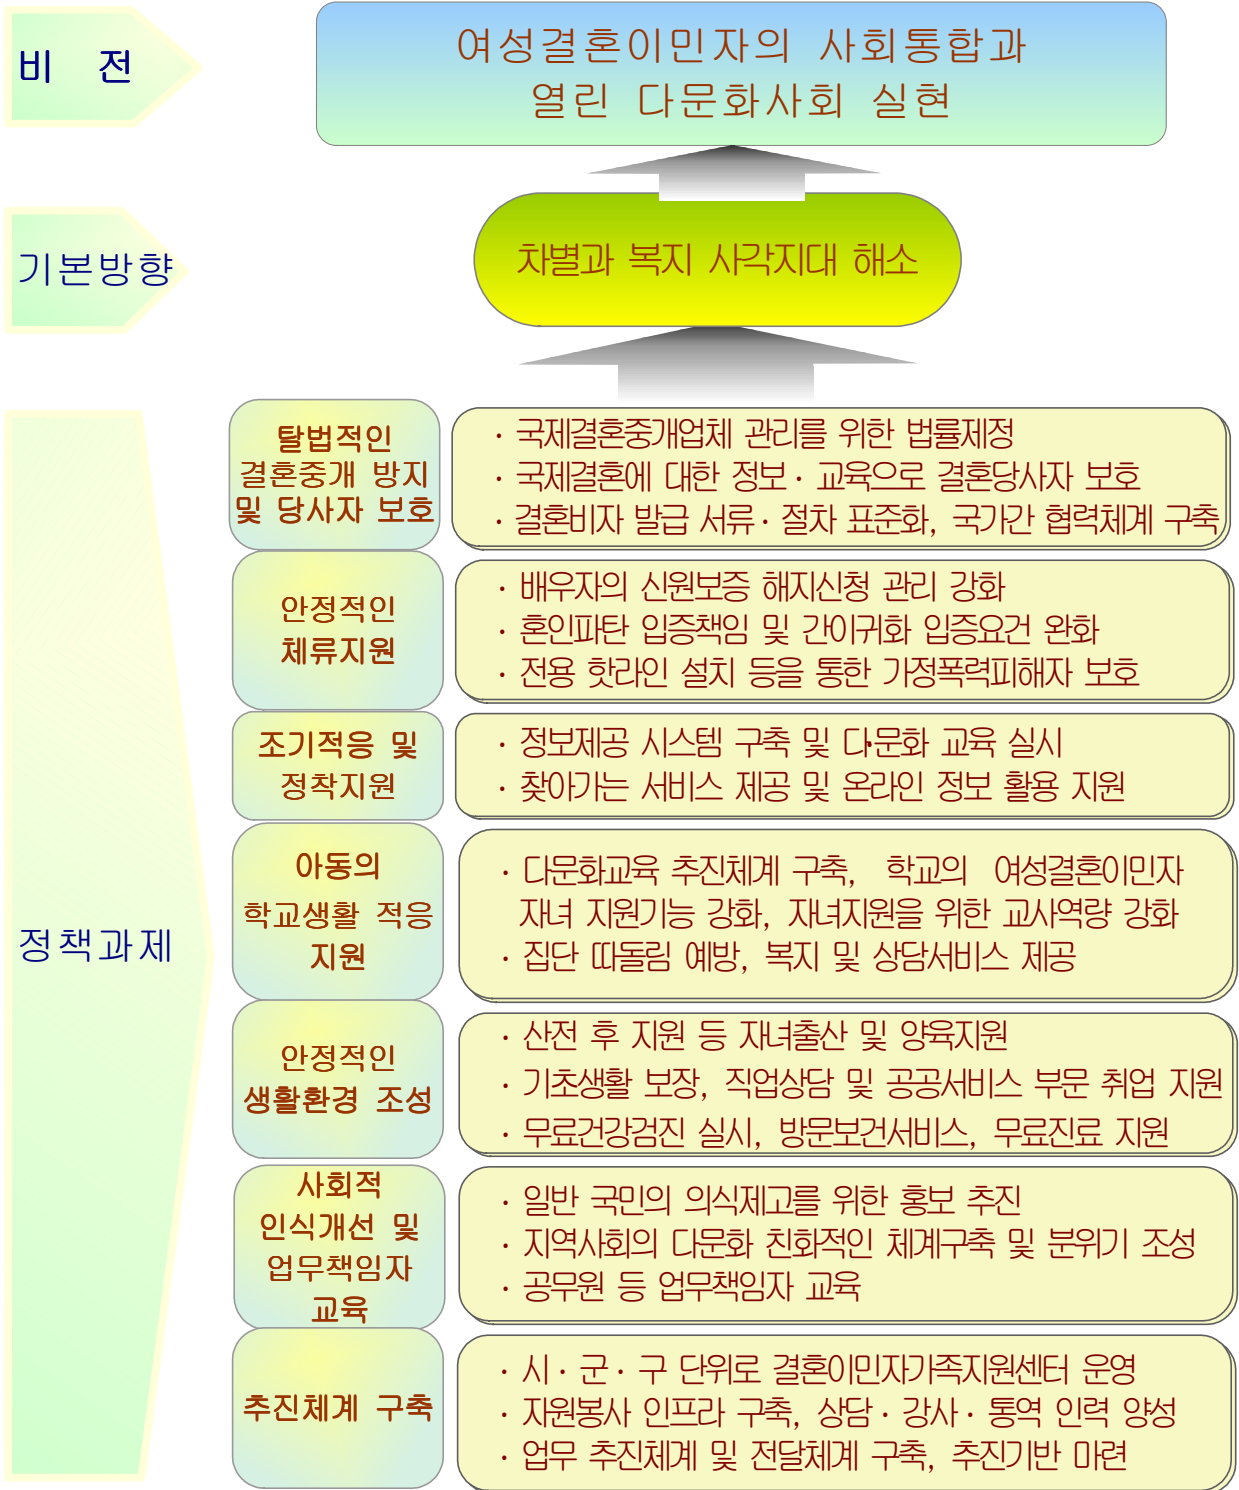 비 전
여성결혼이민자의 사회통합과
열린 다문화사회 실현
기본방향
차별과 복지 사각지대 해소
정책과제
탈법적인
결혼중개 방지
및 당사자 보호
· 국제결혼중개업체 관리를 위한 법률제정
· 국제결혼에 대한 정보· 교육으로 결혼당사자 보호
· 결혼비자 발급 서류· 절차 표준화, 국가간 협력체계 구축
안정적인
체류지원
· 배우자의 신원보증 해지신청 관리 강화
· 혼인파탄 입증책임 및 간이귀화 입증요건 완화
· 전용 핫라인 설치 등을 통한 가정폭력피해자 보호
조기적응 및
정착지원
· 정보제공 시스템 구축 및 다문화 교육 실시
· 찾아가는 서비스 제공 및 온라인 정보 활용 지원
아동의
학교생활 적응
지원
· 다문화교육 추진체계 구축, 학교의 여성결혼이민자
자녀 지원기능 강화, 자녀지원을 위한 교사역량 강화
· 집단 따돌림 예방, 복지 및 상담서비스 제공
안정적인
생활환경 조성
· 산전 후 지원 등 자녀출산 및 양육지원
· 기초생활 보장, 직업상담 및 공공서비스 부문 취업 지원
· 무료건강검진 실시, 방문보건서비스, 무료진료 지원
사회적
인식개선 및
업무책임자
교육
· 일반 국민의 의식제고를 위한 홍보 추진
· 지역사회의 다문화 친화적인 체계구축 및 분위기 조성
· 공무원 등 업무책임자 교육
추진체계 구축
· 시· 군· 구 단위로 결혼이민자가족지원센터 운영
· 자원봉사 인프라 구축, 상담· 강사· 통역 인력 양성
· 업무 추진체계 및 전달체계 구축, 추진기반 마련